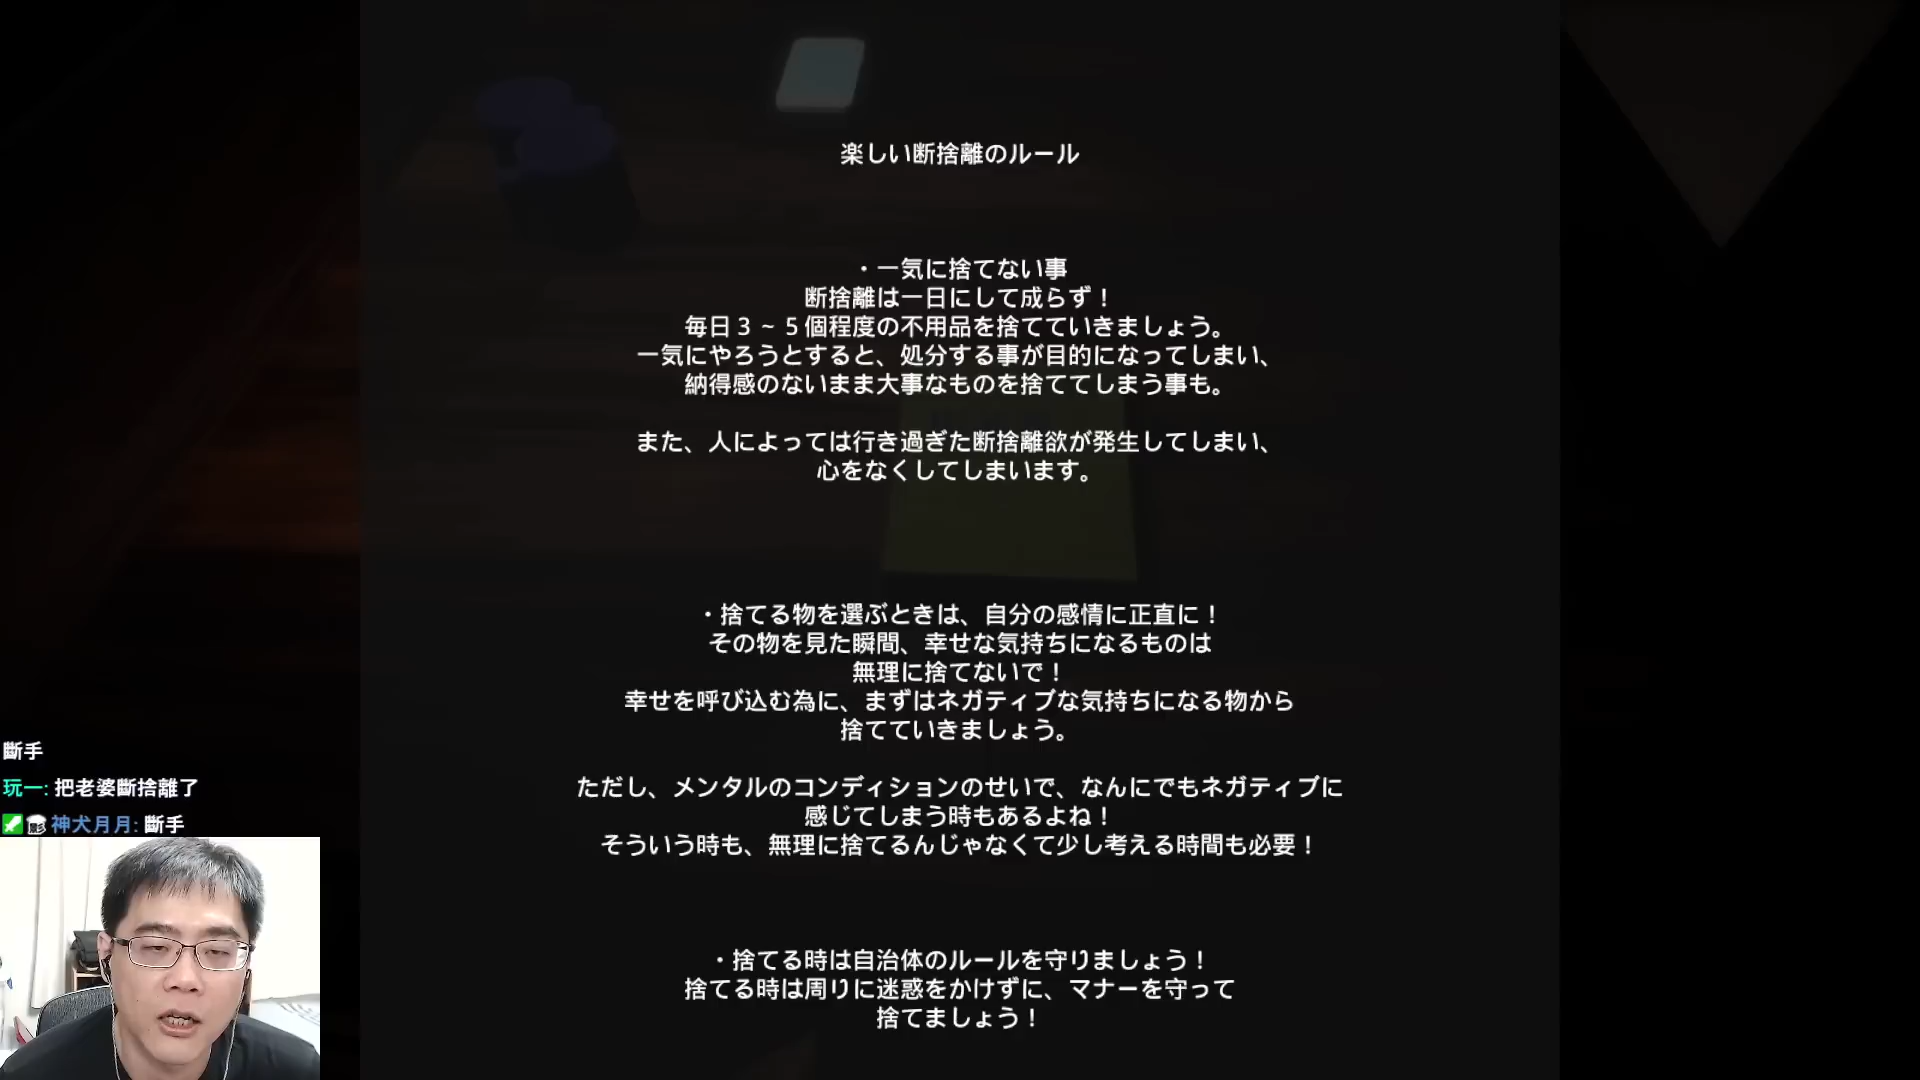 楽しい断捨離のルール
・一気に捨てない事
断捨離は一日にして成らず！
毎日３~５個程度の不用品を捨てていきましょう。
一気にやろうとすると、処分する事が目的になってしまい、
納得感のないまま大事なものを捨ててしまう事も。
また、人によっては行き過ぎた断捨離欲が発生してしまい、
心をなくしてしまいます。
・捨てる物を選ぶときは、自分の感情に正直に！
その物を見た瞬間、幸せな気持ちになるものは
無理に捨てないで！
幸せを呼び込む為に、まずはネガティブな気持ちになる物から
捨てていきましょう。
ただし、メンタルのコンディションのせいで、なんにでもネガティブに
感じてしまう時もあるよね！
そういう時も、無理に捨てるんじゃなくて少し考える時間も必要！
・捨てる時は自治体のルールを守りましょう！
捨てる時は周りに迷惑をかけずに、マナーを守って
捨てましょう！
斷手
玩一: 把老婆斷捨離了
神犬月月: 斷手